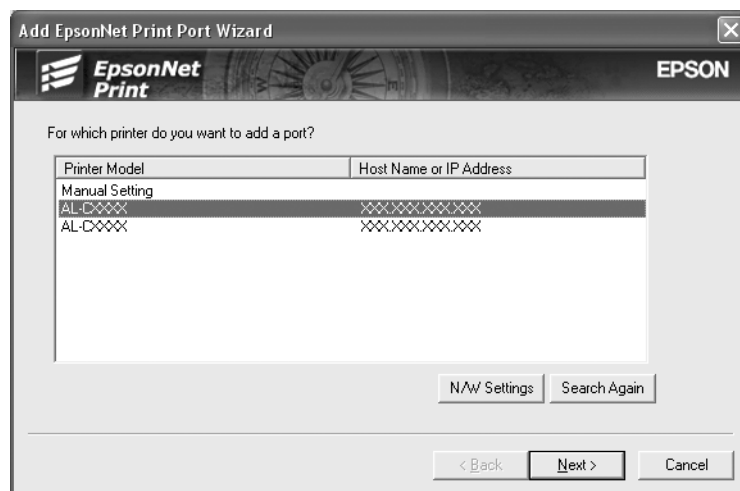 Add EpsonNet Print Port Wizard
EpsonNet
Print
EPSON
For which printer do you want to add a port?
Printer Model Host Name or IP Address
Manual Setting
AL-CXXXX XXX.XXX.XXX.XXX
AL-CXXXX XXX.XXX.XXX.XXX
N/W Settings Search Again
< Back Next > Cancel